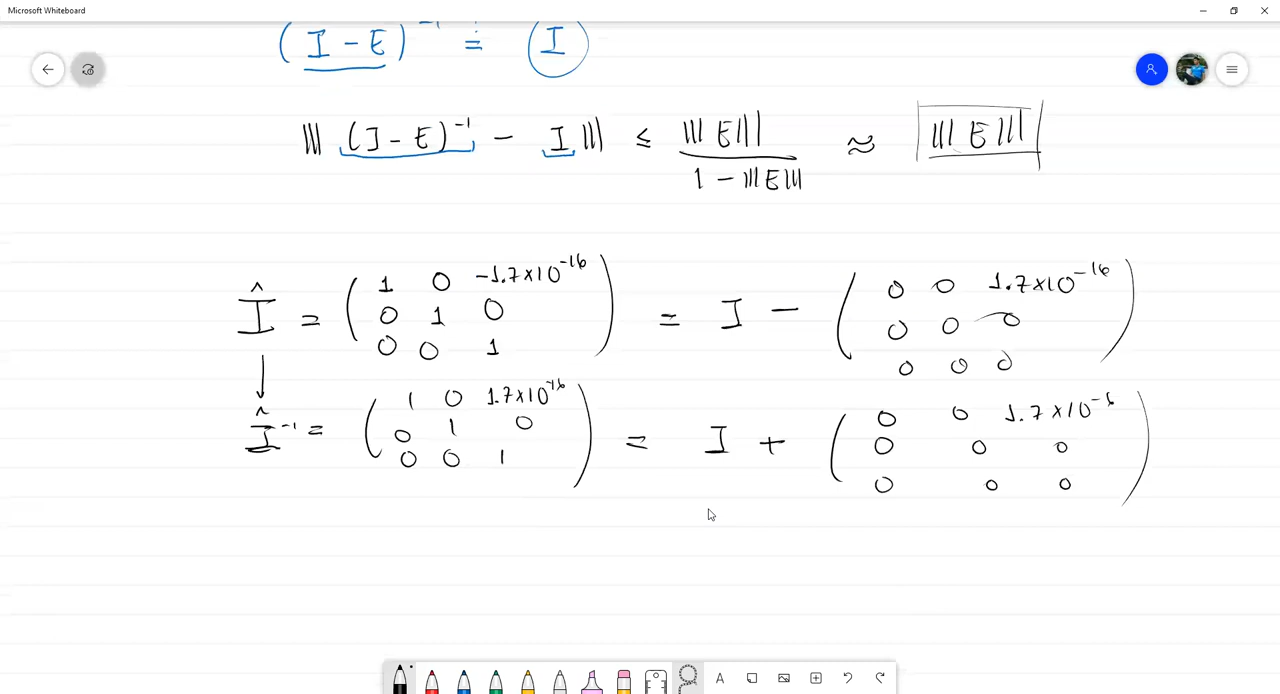 Microsoft Whiteboard
(I - E)⁻¹ ≐ I
||| (I - E)⁻¹ - I ||| ≤ |||E||| / (1 - |||E|||) ≈ |||E|||
Î = ( 1 0 -1.7×10⁻¹⁶ ; 0 1 0 ; 0 0 1 ) = I - ( 0 0 1.7×10⁻¹⁶ ; 0 0 0 ; 0 0 0 )
Î⁻¹ = ( 1 0 1.7×10⁻¹⁶ ; 0 1 0 ; 0 0 1 ) = I + ( 0 0 1.7×10⁻¹⁶ ; 0 0 0 ; 0 0 0 )
A